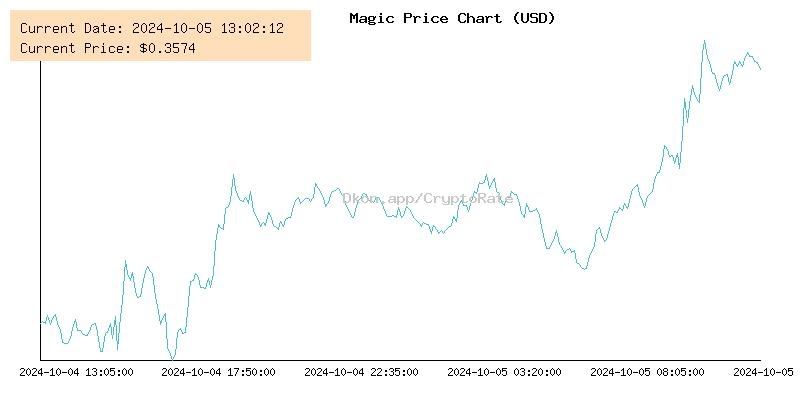 Magic Price Chart (USD)
Current Date: 2024-10-05 13:02:12
Current Price: $0.3574
Dkon.app/CryptoRate
2024-10-04 13:05:00
2024-10-04 17:50:00
2024-10-04 22:35:00
2024-10-05 03:20:00
2024-10-05 08:05:00
2024-10-05